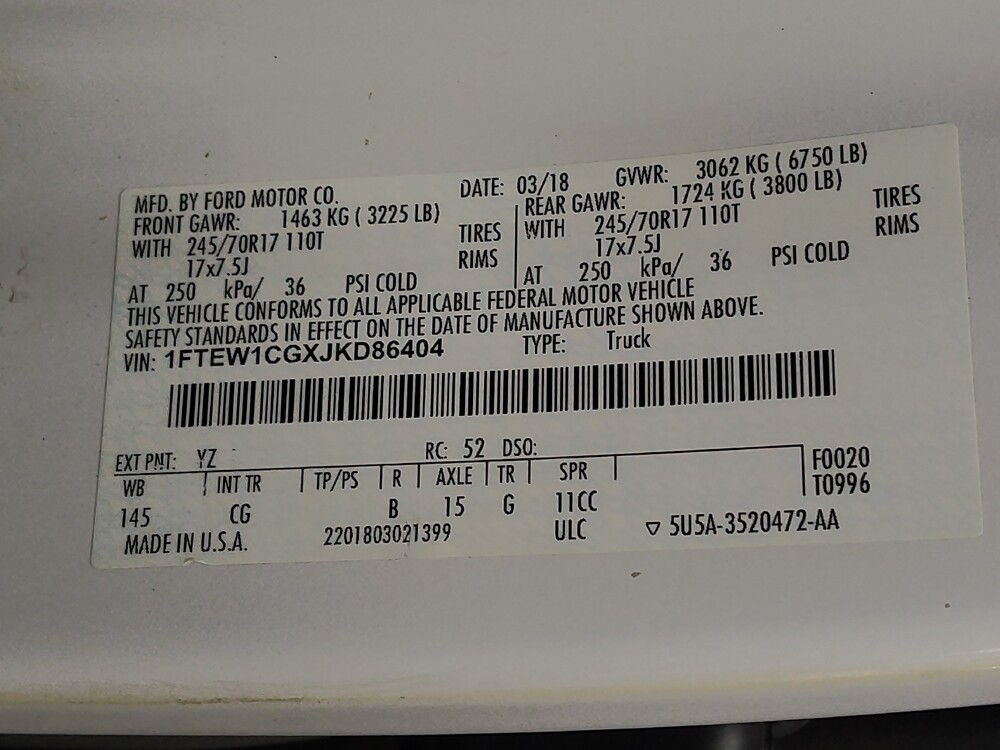 MFD. BY FORD MOTOR CO. DATE: 03/18 GVWR: 3062 KG ( 6750 LB)
FRONT GAWR: 1463 KG ( 3225 LB) REAR GAWR: 1724 KG ( 3800 LB)
WITH 245/70R17 110T TIRES WITH 245/70R17 110T TIRES
17x7.5J RIMS 17x7.5J RIMS
AT 250 kPa/ 36 PSI COLD AT 250 kPa/ 36 PSI COLD
THIS VEHICLE CONFORMS TO ALL APPLICABLE FEDERAL MOTOR VEHICLE
SAFETY STANDARDS IN EFFECT ON THE DATE OF MANUFACTURE SHOWN ABOVE.
VIN: 1FTEW1CGXJKD86404 TYPE: Truck
EXT PNT: YZ RC: 52 DSO:
WB INT TR TP/PS R AXLE TR SPR F0020
145 CG B 15 G 11CC T0996
MADE IN U.S.A. 2201803021399 ULC ▽ 5U5A-3520472-AA